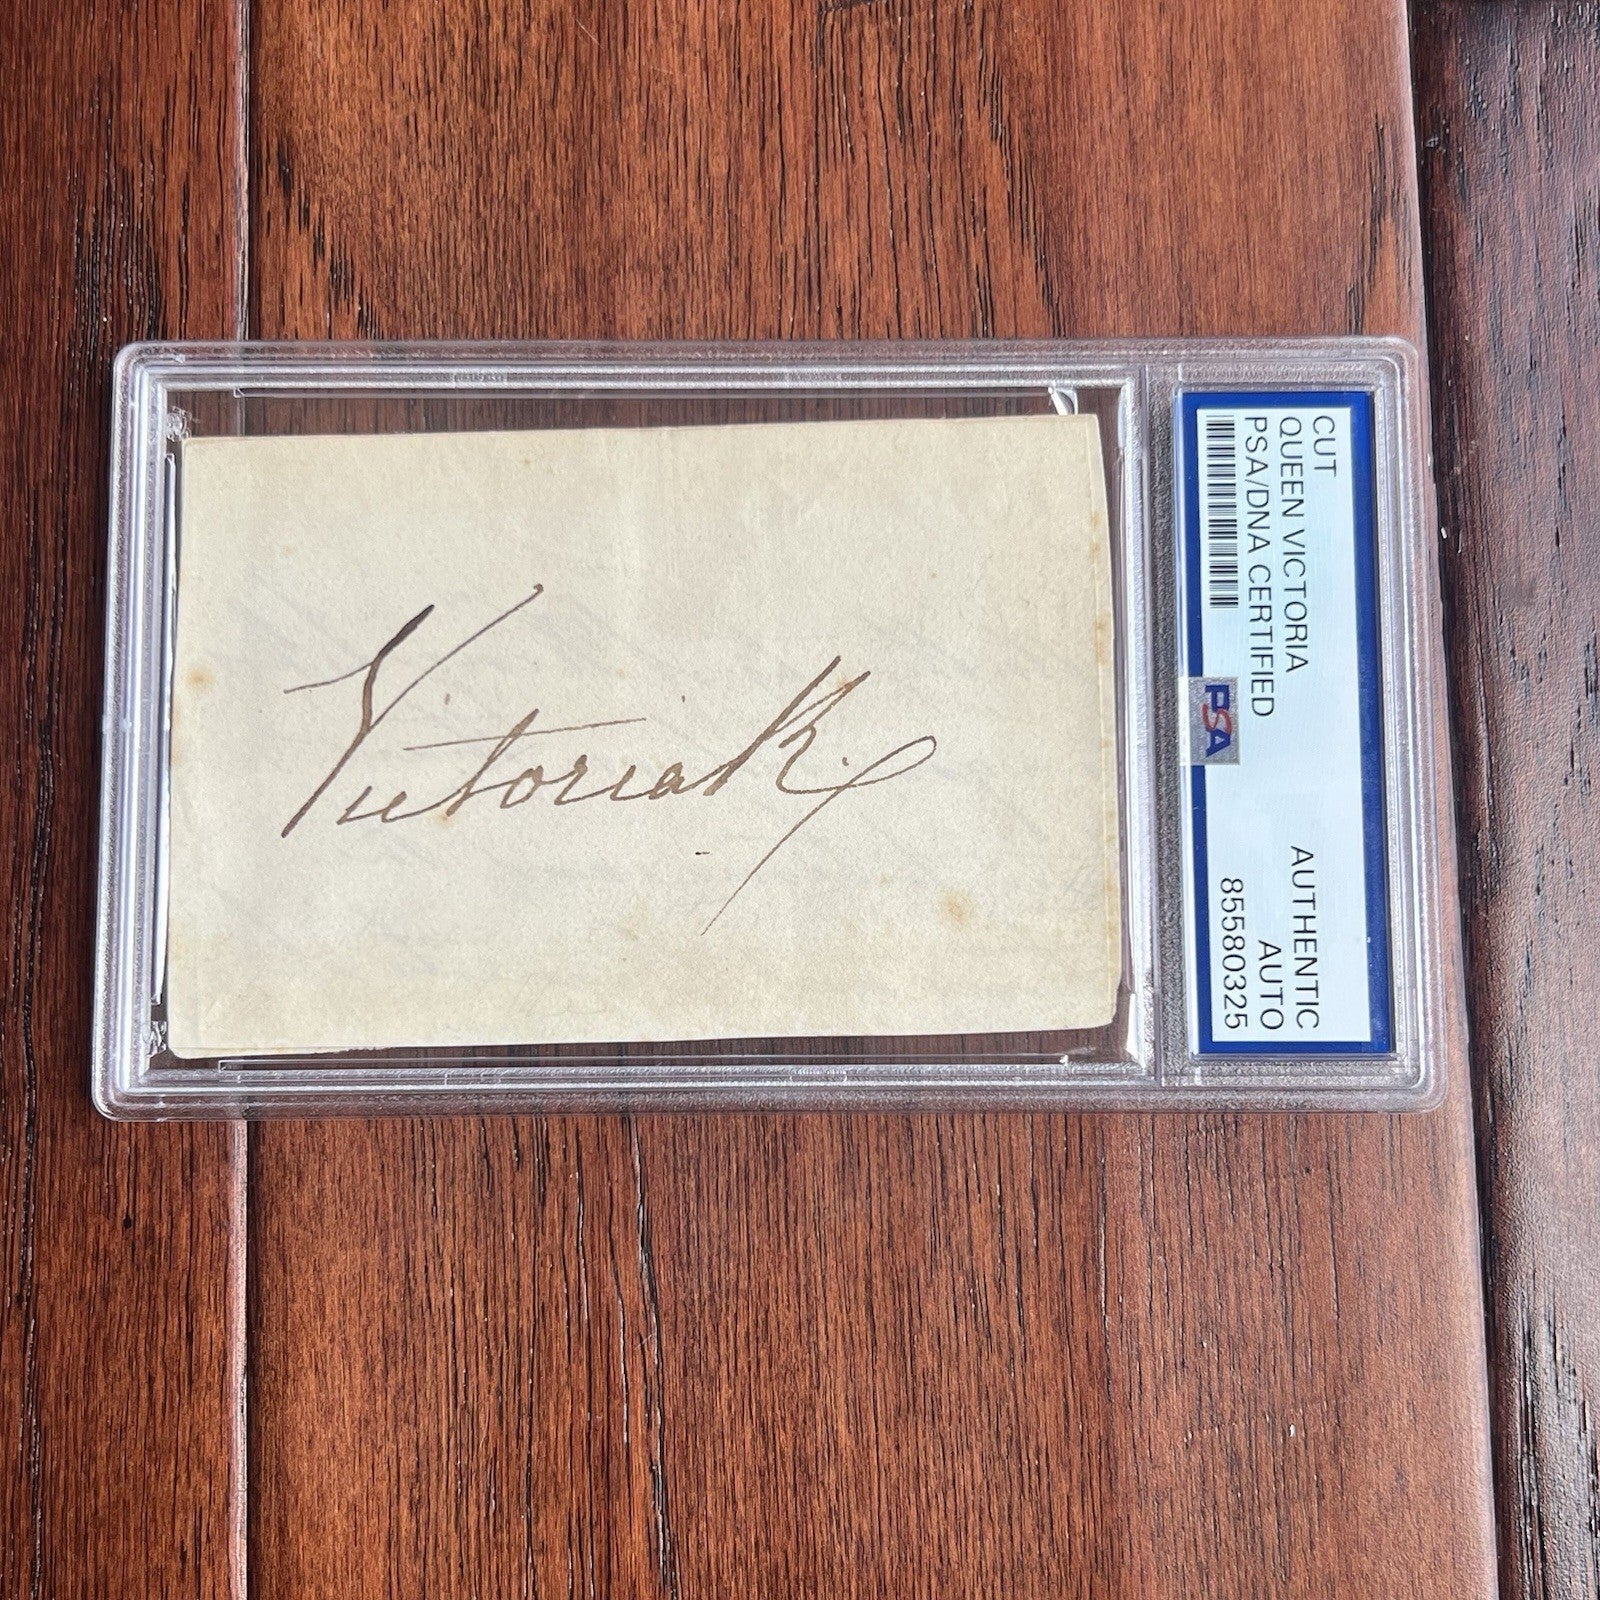 Victoria R.
CUT
QUEEN VICTORIA
PSA/DNA CERTIFIED
AUTHENTIC
AUTO
85580325
PSA